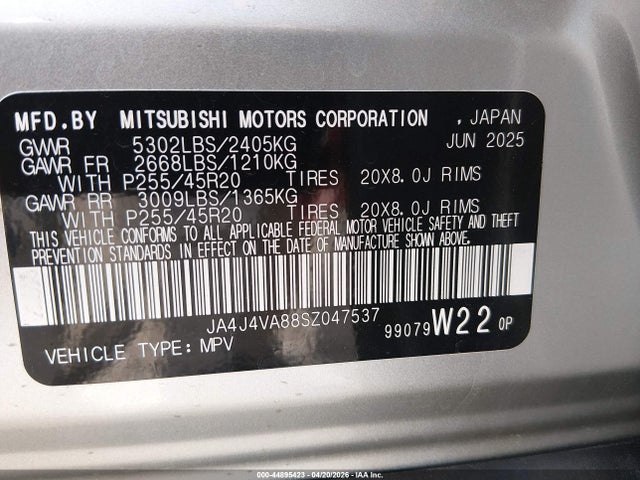 MFD.BY MITSUBISHI MOTORS CORPORATION , JAPAN
GVWR 5302LBS/2405KG JUN 2025
GAWR FR 2668LBS/1210KG
WITH P255/45R20 TIRES 20X8.0J RIMS
GAWR RR 3009LBS/1365KG
WITH P255/45R20 TIRES 20X8.0J RIMS
THIS VEHICLE CONFORMS TO ALL APPLICABLE FEDERAL MOTOR VEHICLE SAFETY AND THEFT
PREVENTION STANDARDS IN EFFECT ON THE DATE OF MANUFACTURE SHOWN ABOVE.
JA4J4VA88SZ047537
99079 W22 0P
VEHICLE TYPE: MPV
000-44895423 - 04/20/2026 - IAA Inc.